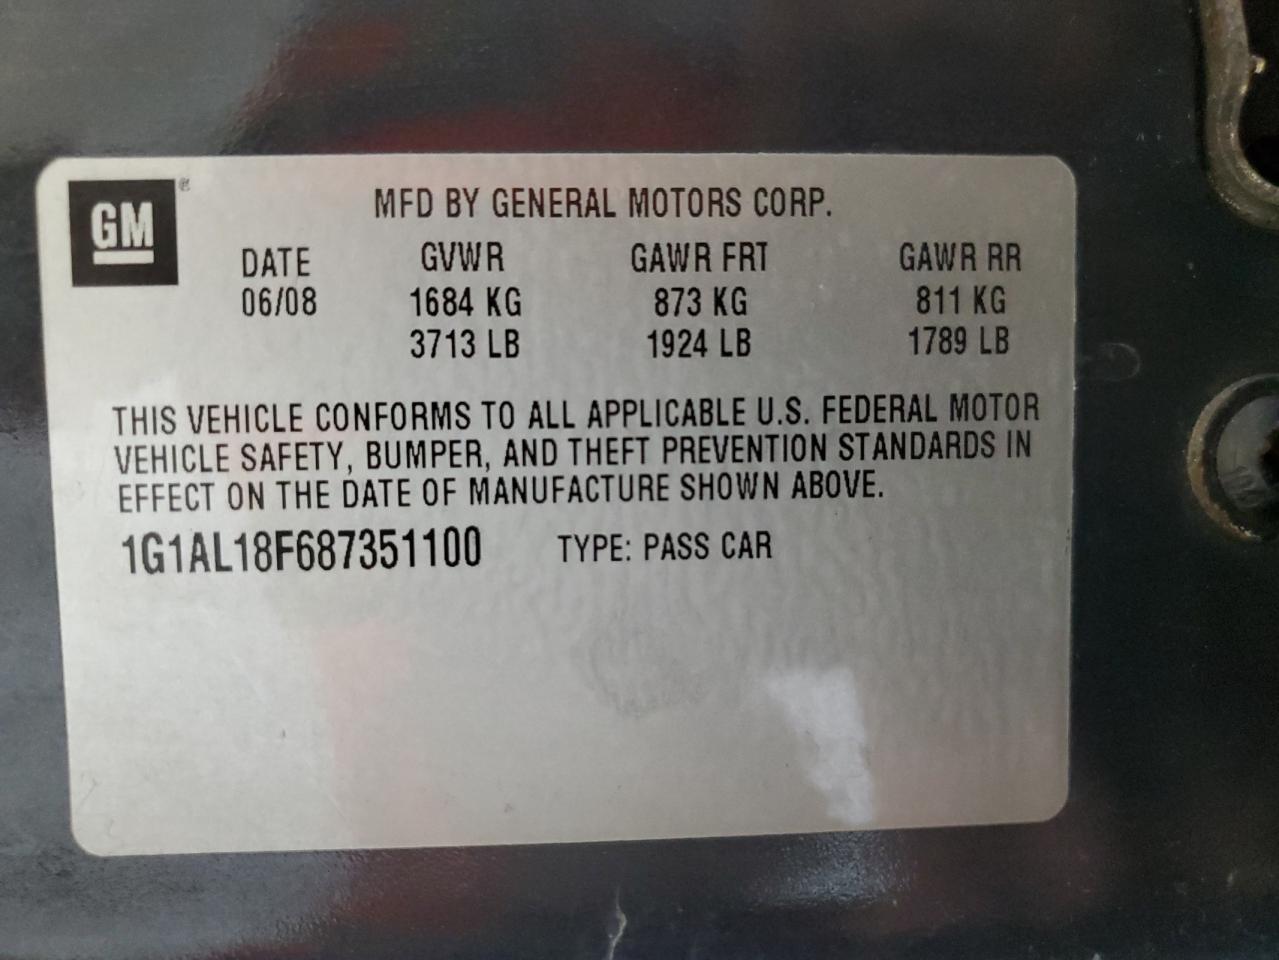 GM ®
MFD BY GENERAL MOTORS CORP.
DATE GVWR GAWR FRT GAWR RR
06/08 1684 KG 873 KG 811 KG
3713 LB 1924 LB 1789 LB
THIS VEHICLE CONFORMS TO ALL APPLICABLE U.S. FEDERAL MOTOR
VEHICLE SAFETY, BUMPER, AND THEFT PREVENTION STANDARDS IN
EFFECT ON THE DATE OF MANUFACTURE SHOWN ABOVE.
1G1AL18F687351100 TYPE: PASS CAR